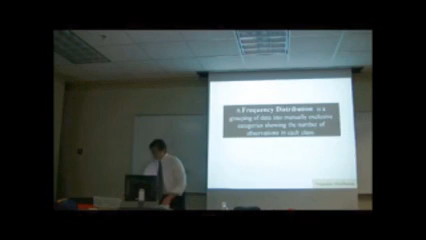 A Frequency Distribution is a
grouping of data into mutually exclusive
categories showing the number of
observations in each class.